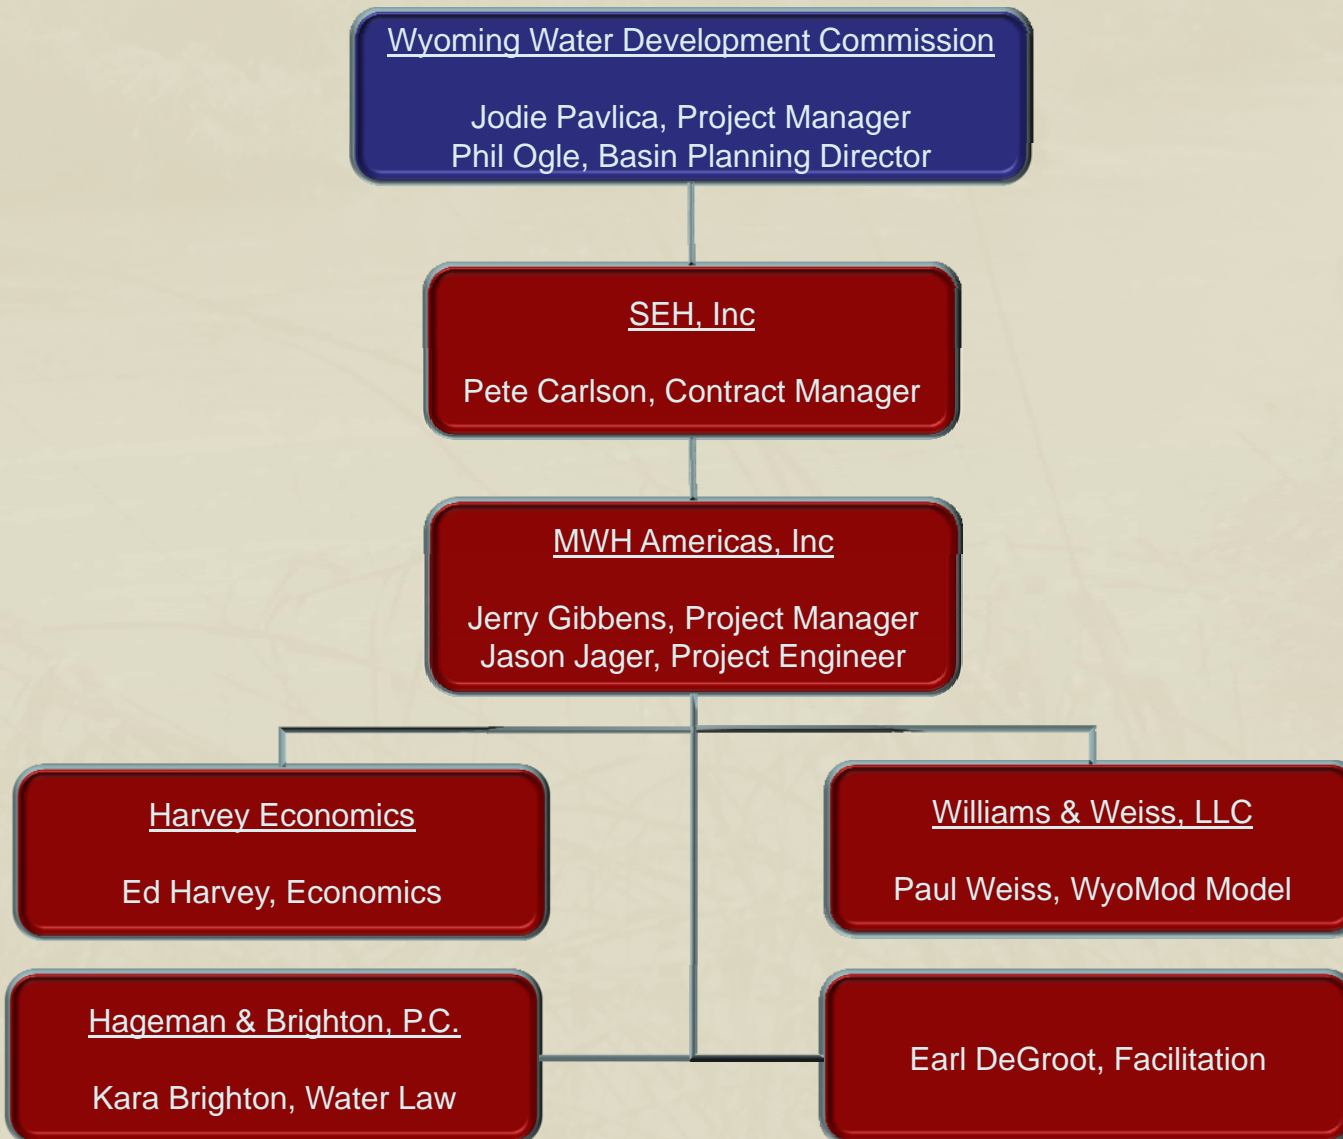 Wyoming Water Development Commission
Jodie Pavlica, Project Manager
Phil Ogle, Basin Planning Director
SEH, Inc
Pete Carlson, Contract Manager
MWH Americas, Inc
Jerry Gibbens, Project Manager
Jason Jager, Project Engineer
Harvey Economics
Ed Harvey, Economics
Williams & Weiss, LLC
Paul Weiss, WyoMod Model
Hageman & Brighton, P.C.
Kara Brighton, Water Law
Earl DeGroot, Facilitation